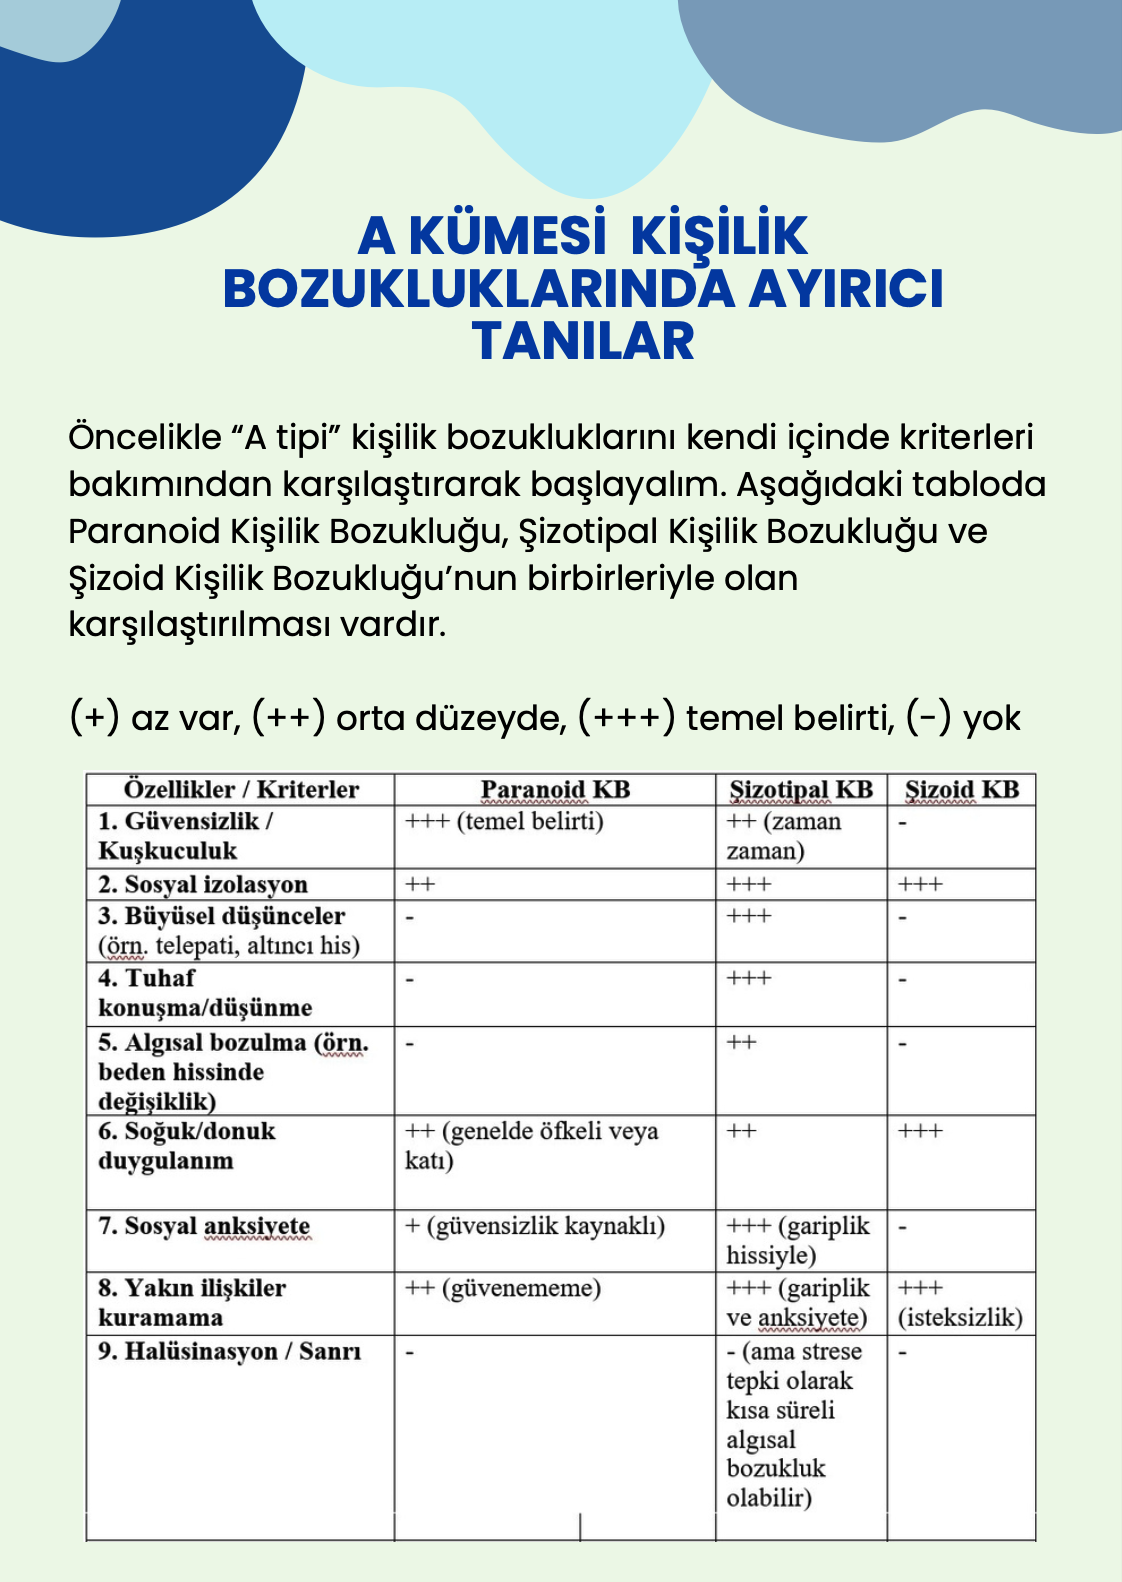 A KÜMESİ KİŞİLİK
BOZUKLUKLARINDA AYIRICI
TANILAR
Öncelikle “A tipi” kişilik bozukluklarını kendi içinde kriterleri
bakımından karşılaştırarak başlayalım. Aşağıdaki tabloda
Paranoid Kişilik Bozukluğu, Şizotipal Kişilik Bozukluğu ve
Şizoid Kişilik Bozukluğu’nun birbirleriyle olan
karşılaştırılması vardır.
(+) az var, (++) orta düzeyde, (+++) temel belirti, (-) yok
Özellikler / Kriterler Paranoid KB Şizotipal KB Şizoid KB
1. Güvensizlik / +++ (temel belirti) ++ (zaman -
Kuşkuculuk zaman)
2. Sosyal izolasyon ++ +++ +++
3. Büyüsel düşünceler - +++ -
(örn. telepati, altıncı his)
4. Tuhaf - +++ -
konuşma/düşünme
5. Algısal bozulma (örn. - ++ -
beden hissinde
değişiklik)
6. Soğuk/donuk ++ (genelde öfkeli veya ++ +++
duygulanım katı)
7. Sosyal anksiyete + (güvensizlik kaynaklı) +++ (gariplik -
hissiyle)
8. Yakın ilişkiler ++ (güvenememe) +++ (gariplik +++
kuramama ve anksiyete) (isteksizlik)
9. Halüsinasyon / Sanrı - - (ama strese -
tepki olarak
kısa süreli
algısal
bozukluk
olabilir)